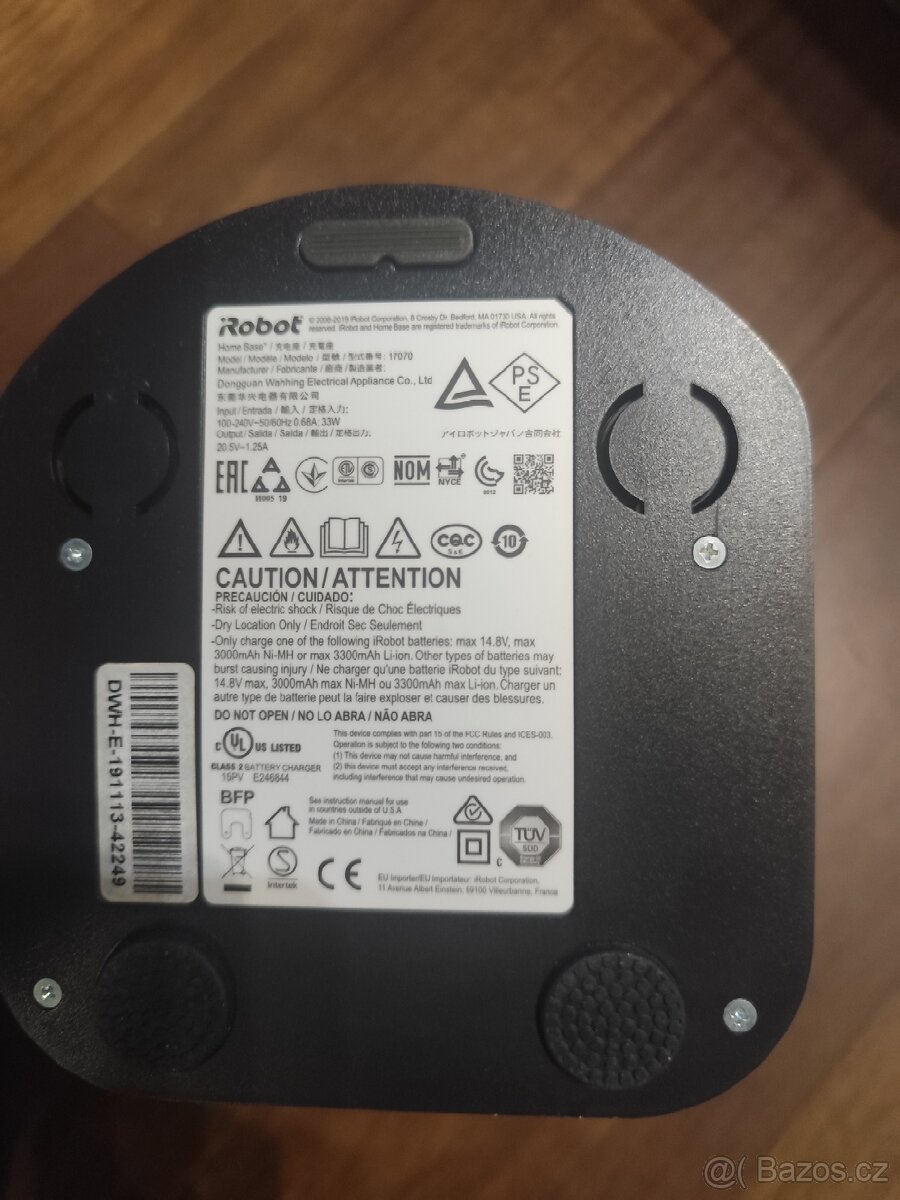 iRobot
© 2006-2019 iRobot Corporation, 8 Crosby Dr. Bedford, MA 01730 USA. All rights
reserved. iRobot and Home Base are registered trademarks of iRobot Corporation.
Home Base™ / 充电座 / 充電座
Model / Modèle / Modelo / 型號 / 型式番号: 17070
Manufacturer / Fabricante / 廠商 / 製造業者:
Dongguan Wahhing Electrical Appliance Co., Ltd
东莞华兴电器有限公司
Input / Entrada / 輸入 / 定格入力:
100-240V~50/60Hz 0.68A; 33W
Output / Salida / Saída / 輸出 / 定格出力:
20.5V⎓1.25A
PS
E
アイロボットジャパン合同会社
EAC
H005 19
Intertek
NOM
NYCE
0012
CQC
S&E
10
CAUTION/ATTENTION
PRECAUCIÓN / CUIDADO:
-Risk of electric shock / Risque de Choc Électriques
-Dry Location Only / Endroit Sec Seulement
-Only charge one of the following iRobot batteries: max 14.8V, max
3000mAh Ni-MH or max 3300mAh Li-ion. Other types of batteries may
burst causing injury / Ne charger qu'une batterie iRobot du type suivant:
14.8V max, 3000mAh max Ni-MH ou 3300mAh max Li-ion. Charger un
autre type de batterie peut la faire exploser et causer des blessures.
DO NOT OPEN / NO LO ABRA / NÃO ABRA
C UL US LISTED
CLASS 2 BATTERY CHARGER
15PV E246844
This device complies with part 15 of the FCC Rules and ICES-003.
Operation is subject to the following two conditions:
(1) This device may not cause harmful interference, and
(2) this device must accept any interference received,
including interference that may cause undesired operation.
BFP
See instruction manual for use
in countries outside of U.S.A
Made in China / Fabriqué en Chine /
Fabricado en China / Fabricados na China /
C
TÜV
SÜD
Intertek
CE
EU Importer/EU Importateur: iRobot Corporation,
11 Avenue Albert Einstein; 69100 Villeurbanne, France
DWH-E-191113-42249
@( Bazos.cz